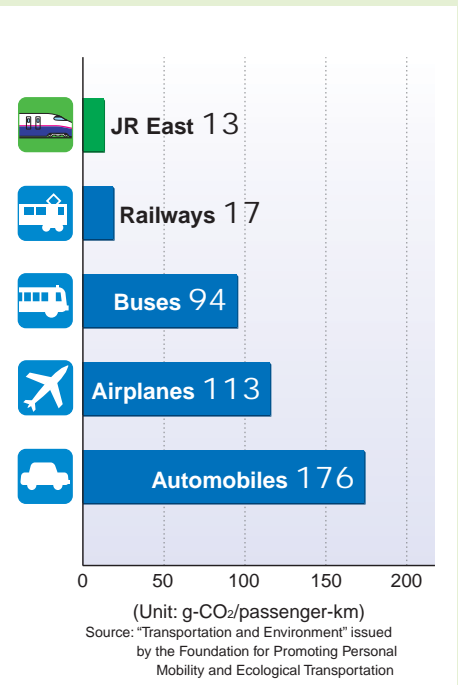 JR East 13
Railways 17
Buses 94
Airplanes 113
Automobiles 176
0 50 100 150 200
(Unit: g-CO₂/passenger-km)
Source: “Transportation and Environment” issued
by the Foundation for Promoting Personal
Mobility and Ecological Transportation